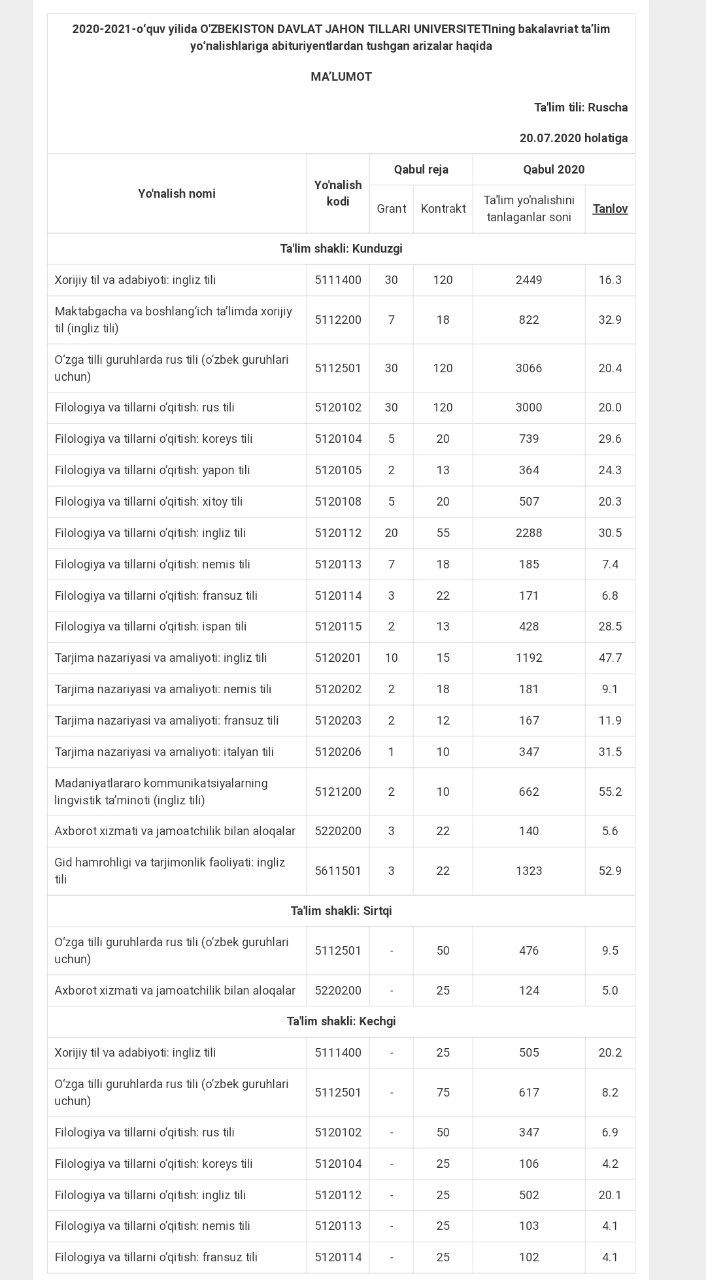 2020-2021-o‘quv yilida O‘ZBEKISTON DAVLAT JAHON TILLARI UNIVERSITETIning bakalavriat ta’lim
yo‘nalishlariga abituriyentlardan tushgan arizalar haqida
MA’LUMOT
Ta'lim tili: Ruscha
20.07.2020 holatiga
Yo'nalish nomi
Yo'nalish
kodi
Qabul reja
Qabul 2020
Grant
Kontrakt
Ta'lim yo'nalishini
tanlaganlar soni
Tanlov
Ta'lim shakli: Kunduzgi
Xorijiy til va adabiyoti: ingliz tili 5111400 30 120 2449 16.3
Maktabgacha va boshlang‘ich ta’limda xorijiy
til (ingliz tili) 5112200 7 18 822 32.9
O‘zga tilli guruhlarda rus tili (o‘zbek guruhlari
uchun) 5112501 30 120 3066 20.4
Filologiya va tillarni o‘qitish: rus tili 5120102 30 120 3000 20.0
Filologiya va tillarni o‘qitish: koreys tili 5120104 5 20 739 29.6
Filologiya va tillarni o‘qitish: yapon tili 5120105 2 13 364 24.3
Filologiya va tillarni o‘qitish: xitoy tili 5120108 5 20 507 20.3
Filologiya va tillarni o‘qitish: ingliz tili 5120112 20 55 2288 30.5
Filologiya va tillarni o‘qitish: nemis tili 5120113 7 18 185 7.4
Filologiya va tillarni o‘qitish: fransuz tili 5120114 3 22 171 6.8
Filologiya va tillarni o‘qitish: ispan tili 5120115 2 13 428 28.5
Tarjima nazariyasi va amaliyoti: ingliz tili 5120201 10 15 1192 47.7
Tarjima nazariyasi va amaliyoti: nemis tili 5120202 2 18 181 9.1
Tarjima nazariyasi va amaliyoti: fransuz tili 5120203 2 12 167 11.9
Tarjima nazariyasi va amaliyoti: italyan tili 5120206 1 10 347 31.5
Madaniyatlararo kommunikatsiyalarning
lingvistik ta’minoti (ingliz tili) 5121200 2 10 662 55.2
Axborot xizmati va jamoatchilik bilan aloqalar 5220200 3 22 140 5.6
Gid hamrohligi va tarjimonlik faoliyati: ingliz
tili 5611501 3 22 1323 52.9
Ta'lim shakli: Sirtqi
O‘zga tilli guruhlarda rus tili (o‘zbek guruhlari
uchun) 5112501 - 50 476 9.5
Axborot xizmati va jamoatchilik bilan aloqalar 5220200 - 25 124 5.0
Ta'lim shakli: Kechgi
Xorijiy til va adabiyoti: ingliz tili 5111400 - 25 505 20.2
O‘zga tilli guruhlarda rus tili (o‘zbek guruhlari
uchun) 5112501 - 75 617 8.2
Filologiya va tillarni o‘qitish: rus tili 5120102 - 50 347 6.9
Filologiya va tillarni o‘qitish: koreys tili 5120104 - 25 106 4.2
Filologiya va tillarni o‘qitish: ingliz tili 5120112 - 25 502 20.1
Filologiya va tillarni o‘qitish: nemis tili 5120113 - 25 103 4.1
Filologiya va tillarni o‘qitish: fransuz tili 5120114 - 25 102 4.1